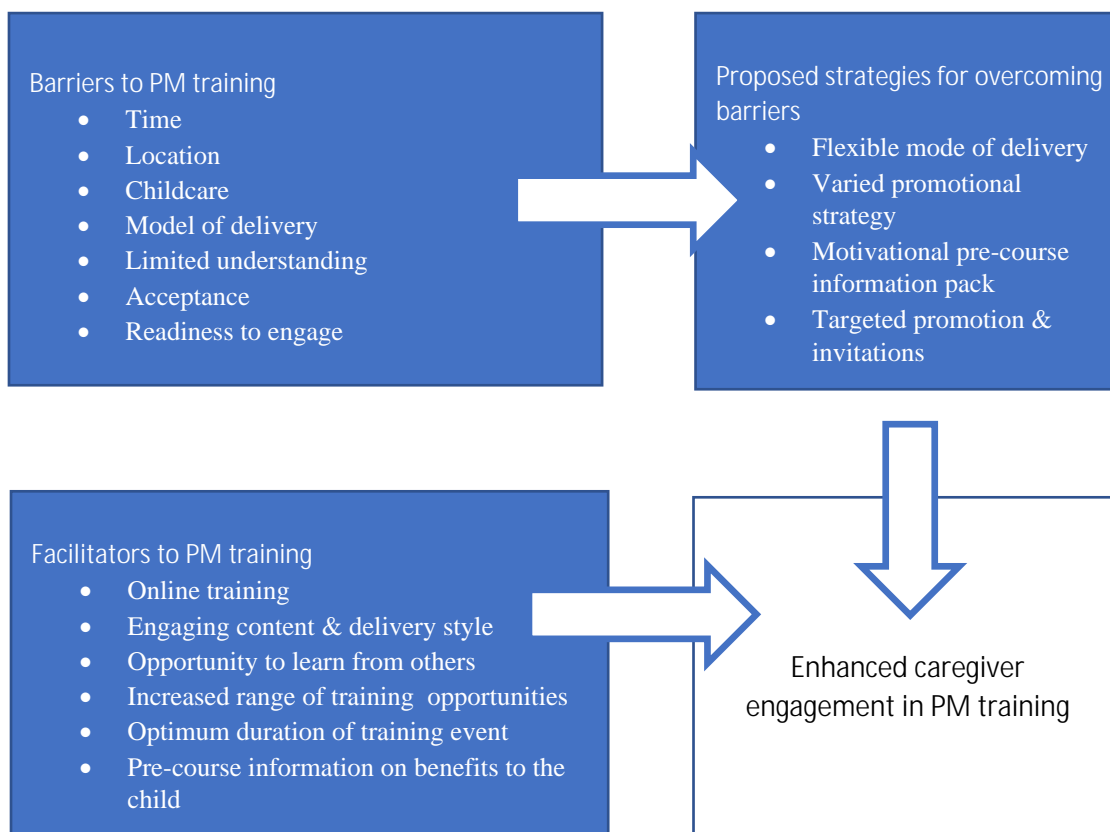 Barriers to PM training
• Time
• Location
• Childcare
• Model of delivery
• Limited understanding
• Acceptance
• Readiness to engage
Proposed strategies for overcoming
barriers
• Flexible mode of delivery
• Varied promotional
strategy
• Motivational pre-course
information pack
• Targeted promotion &
invitations
Facilitators to PM training
• Online training
• Engaging content & delivery style
• Opportunity to learn from others
• Increased range of training opportunities
• Optimum duration of training event
• Pre-course information on benefits to the
child
Enhanced caregiver
engagement in PM training